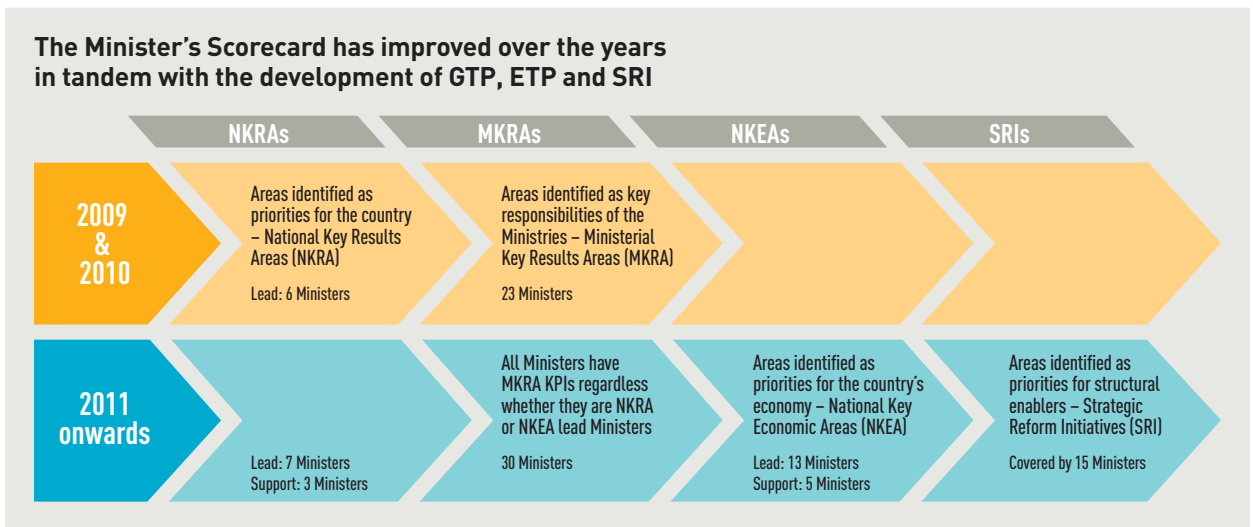 The Minister's Scorecard has improved over the years
in tandem with the development of GTP, ETP and SRI
NKRAs
MKRAs
NKEAs
SRIs
2009
&
2010
Areas identified as
priorities for the country
– National Key Results
Areas (NKRA)
Lead: 6 Ministers
Areas identified as key
responsibilities of the
Ministries – Ministerial
Key Results Areas (MKRA)
23 Ministers
2011
onwards
Lead: 7 Ministers
Support: 3 Ministers
All Ministers have
MKRA KPIs regardless
whether they are NKRA
or NKEA lead Ministers
30 Ministers
Areas identified as
priorities for the country's
economy – National Key
Economic Areas (NKEA)
Lead: 13 Ministers
Support: 5 Ministers
Areas identified as
priorities for structural
enablers – Strategic
Reform Initiatives (SRI)
Covered by 15 Ministers